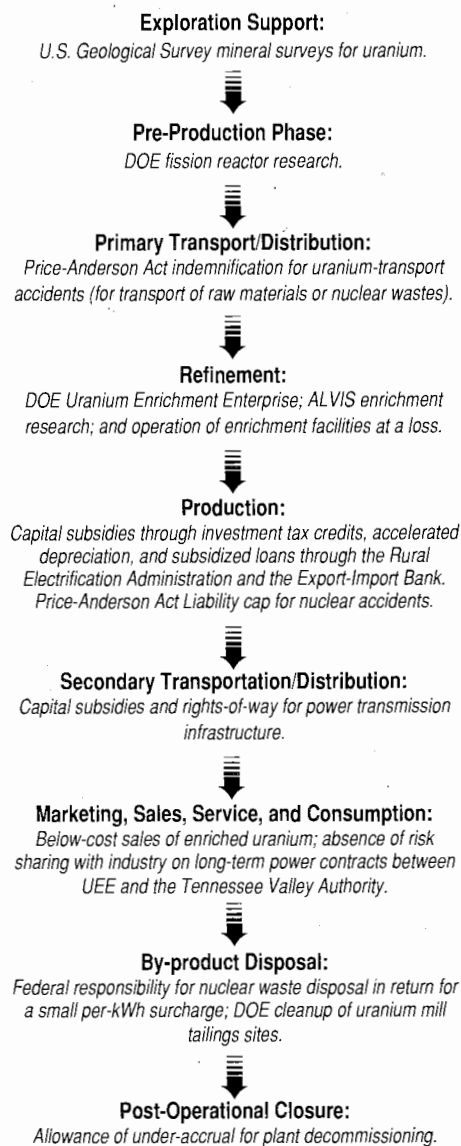 Exploration Support:
U.S. Geological Survey mineral surveys for uranium.
Pre-Production Phase:
DOE fission reactor research.
Primary Transport/Distribution:
Price-Anderson Act indemnification for uranium-transport
accidents (for transport of raw materials or nuclear wastes).
Refinement:
DOE Uranium Enrichment Enterprise; ALVIS enrichment
research; and operation of enrichment facilities at a loss.
Production:
Capital subsidies through investment tax credits, accelerated
depreciation, and subsidized loans through the Rural
Electrification Administration and the Export-Import Bank.
Price-Anderson Act Liability cap for nuclear accidents.
Secondary Transportation/Distribution:
Capital subsidies and rights-of-way for power transmission
infrastructure.
Marketing, Sales, Service, and Consumption:
Below-cost sales of enriched uranium; absence of risk
sharing with industry on long-term power contracts between
UEE and the Tennessee Valley Authority.
By-product Disposal:
Federal responsibility for nuclear waste disposal in return for
a small per-kWh surcharge; DOE cleanup of uranium mill
tailings sites.
Post-Operational Closure:
Allowance of under-accrual for plant decommissioning.